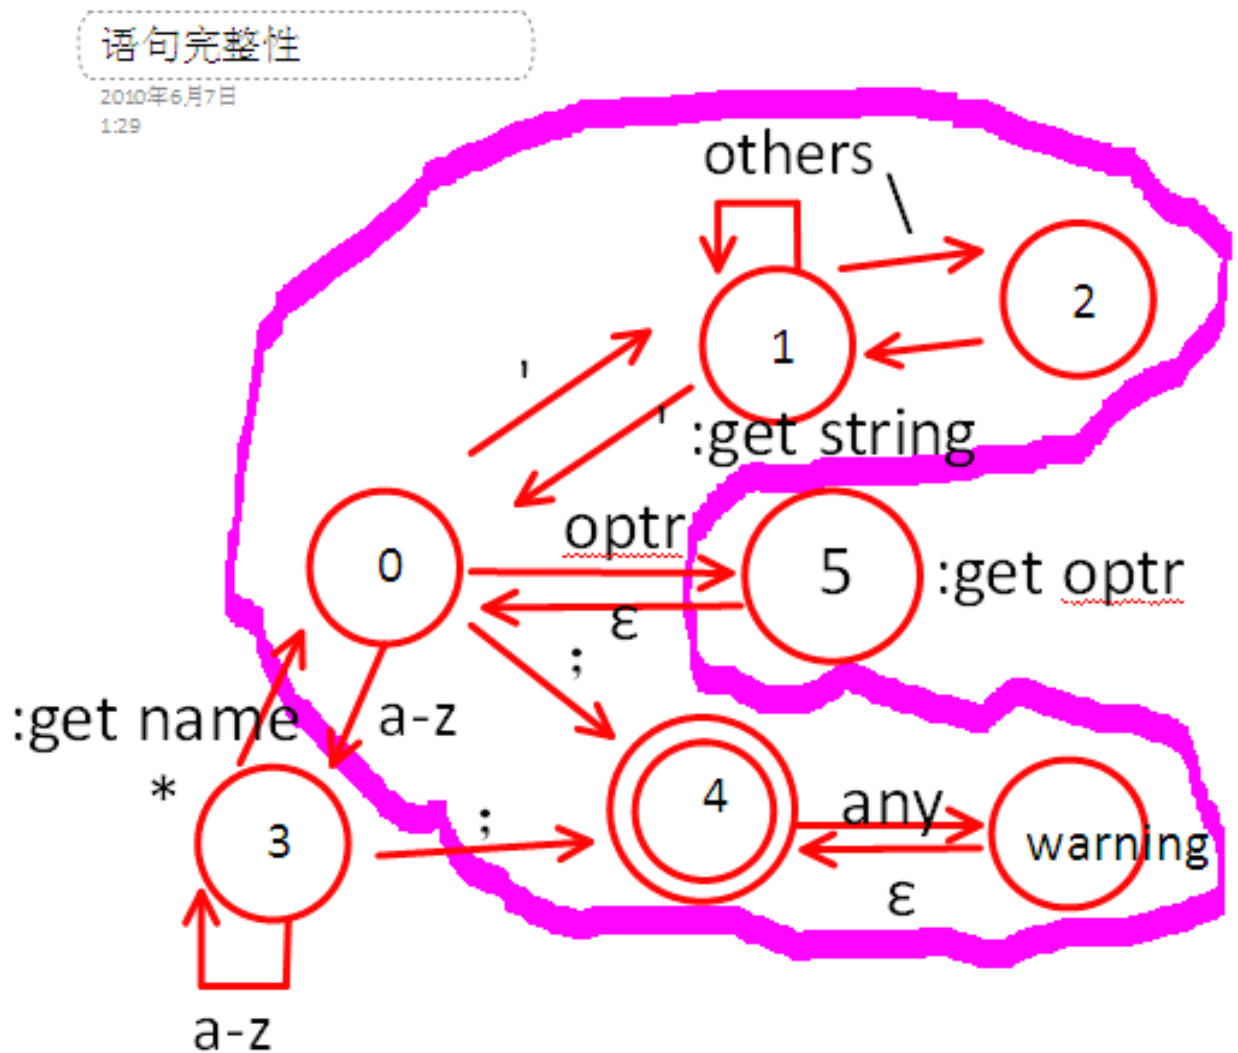 语句完整性
2010年6月7日
1:29
others
\
2
1
'
' :get string
optr
0
5
:get optr
ε
;
:get name
a-z
*
4
any
;
3
warning
ε
a-z